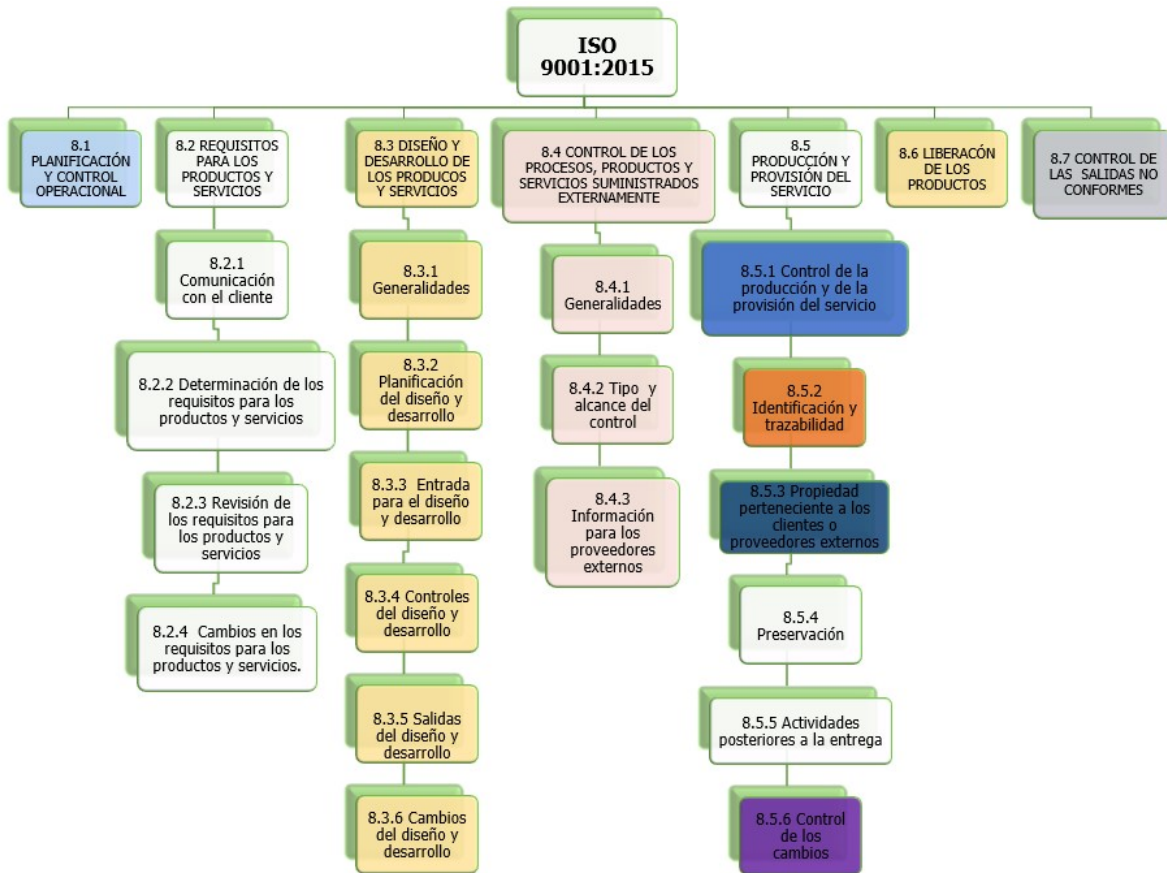 ISO
9001:2015
8.1
PLANIFICACIÓN
Y CONTROL
OPERACIONAL
8.2 REQUISITOS
PARA LOS
PRODUCTOS Y
SERVICIOS
8.3 DISEÑO Y
DESARROLLO DE
LOS PRODUCOS
Y SERVICIOS
8.4 CONTROL DE LOS
PROCESOS, PRODUCTOS Y
SERVICIOS SUMINISTRADOS
EXTERNAMENTE
8.5
PRODUCCIÓN Y
PROVISIÓN DEL
SERVICIO
8.6 LIBERACÓN
DE LOS
PRODUCTOS
8.7 CONTROL DE
LAS SALIDAS NO
CONFORMES
8.2.1
Comunicación
con el cliente
8.2.2 Determinación de los
requisitos para los
productos y servicios
8.2.3 Revisión de
los requisitos para
los productos y
servicios
8.2.4 Cambios en los
requisitos para los
productos y servicios.
8.3.1
Generalidades
8.3.2
Planificación
del diseño y
desarrollo
8.3.3 Entrada
para el diseño
y desarrollo
8.3.4 Controles
del diseño y
desarrollo
8.3.5 Salidas
del diseño y
desarrollo
8.3.6 Cambios
del diseño y
desarrollo
8.4.1
Generalidades
8.4.2 Tipo y
alcance del
control
8.4.3
Información
para los
proveedores
externos
8.5.1 Control de la
producción y de la
provisión del servicio
8.5.2
Identificación y
trazabilidad
8.5.3 Propiedad
perteneciente a los
clientes o
proveedores externos
8.5.4
Preservación
8.5.5 Actividades
posteriores a la entrega
8.5.6 Control
de los
cambios